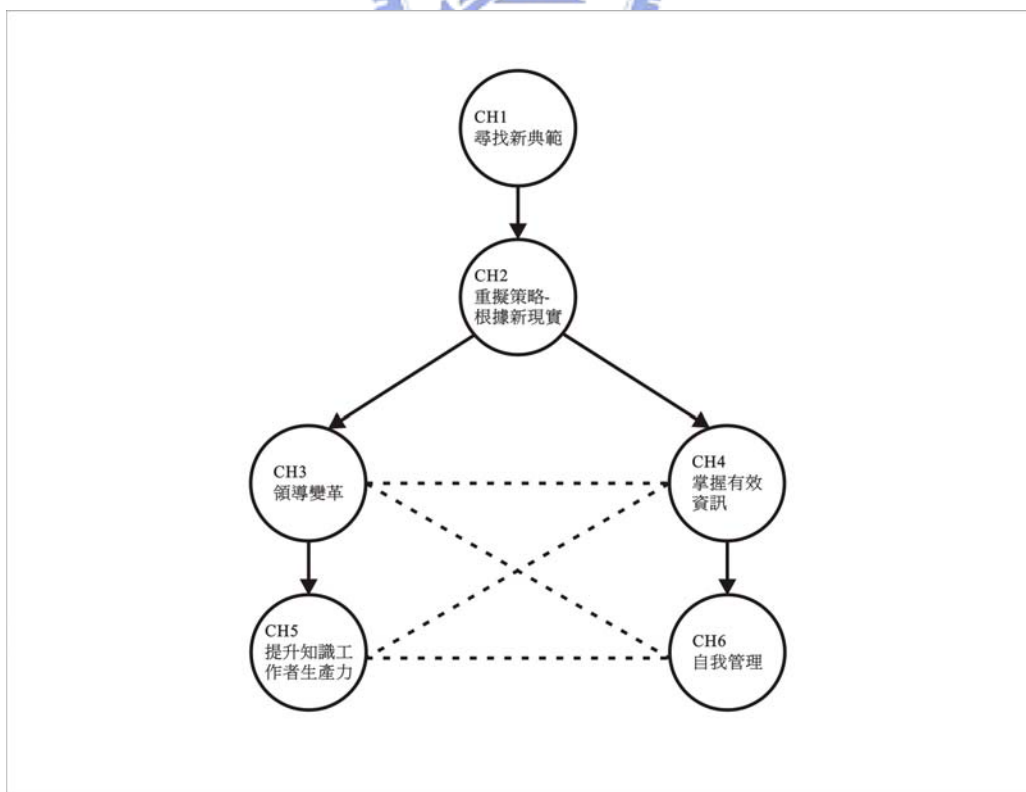 CH1
尋找新典範
CH2
重擬策略-
根據新現實
CH3
領導變革
CH4
掌握有效
資訊
CH5
提升知識工
作者生產力
CH6
自我管理